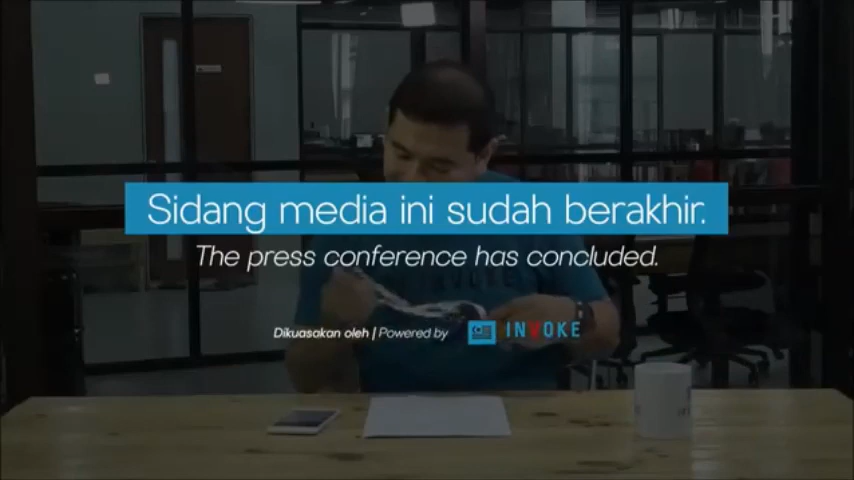 Sidang media ini sudah berakhir.
The press conference has concluded.
Dikuasakan oleh | Powered by INVOKE